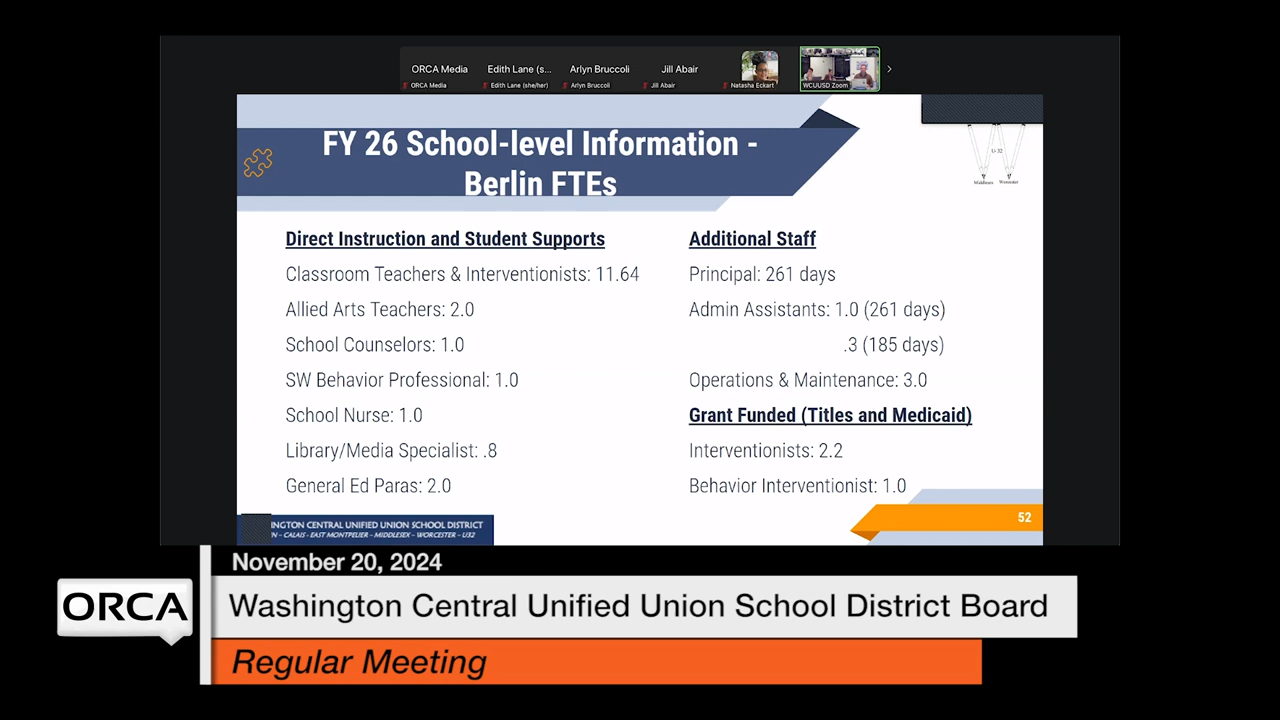 ORCA Media Edith Lane (s... Arlyn Bruccoli Jill Abair
ORCA Media Edith Lane (she/her) Arlyn Bruccoli Jill Abair Natasha Eckart WCUUSD Zoom
FY 26 School-level Information -
Berlin FTEs
U-32
Middlesex Worcester
Direct Instruction and Student Supports
Classroom Teachers & Interventionists: 11.64
Allied Arts Teachers: 2.0
School Counselors: 1.0
SW Behavior Professional: 1.0
School Nurse: 1.0
Library/Media Specialist: .8
General Ed Paras: 2.0
Additional Staff
Principal: 261 days
Admin Assistants: 1.0 (261 days)
.3 (185 days)
Operations & Maintenance: 3.0
Grant Funded (Titles and Medicaid)
Interventionists: 2.2
Behavior Interventionist: 1.0
52
INGTON CENTRAL UNIFIED UNION SCHOOL DISTRICT
N – CALAIS - EAST MONTPELIER – MIDDLESEX – WORCESTER – U32
November 20, 2024
ORCA
Washington Central Unified Union School District Board
Regular Meeting